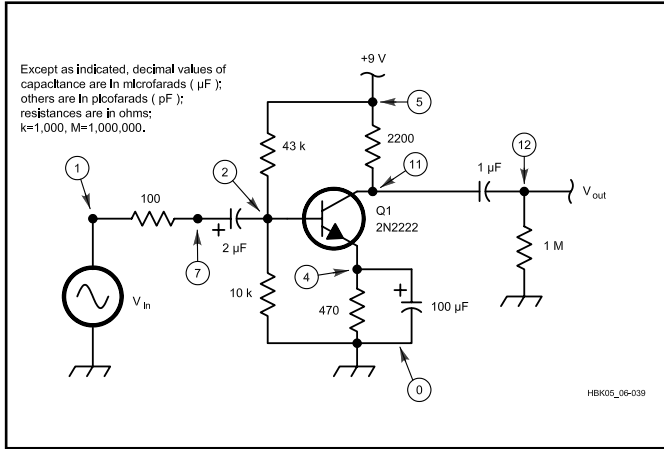 +9 V
Except as indicated, decimal values of
capacitance are In mIcrofarads ( µF );
others are In pIcofarads ( pF );
resistances are in ohms;
k=1,000, M=1,000,000.
5
43 k
2200
12
1
2
11
1 µF
100
Q1
2N2222
V out
+
2 µF
7
4
1 M
V In
10 k
470
+
100 µF
0
HBK05_06-039